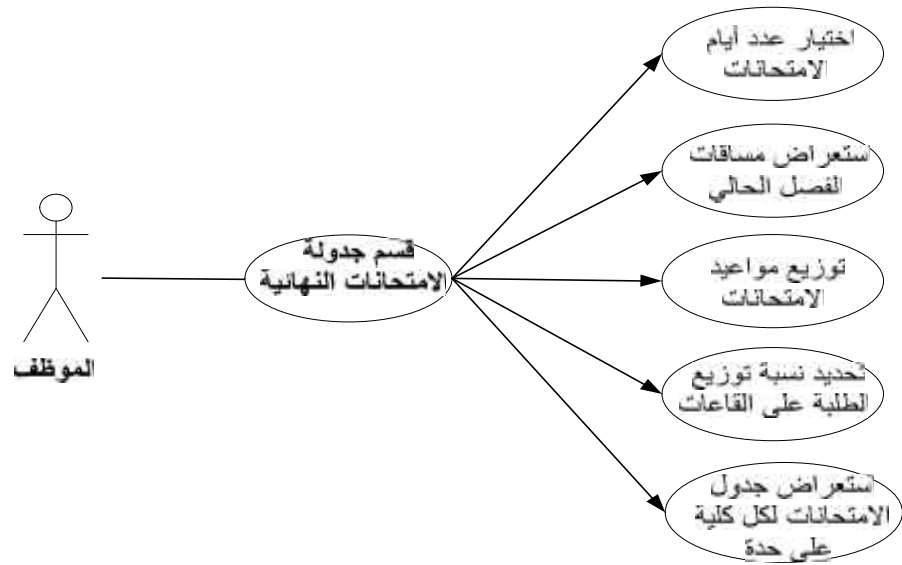 اختيار عدد أيام
الامتحانات
استعراض مساقات
الفصل الحالي
قسم جدولة
الامتحانات النهائية
توزيع مواعيد
الامتحانات
الموظف
تحديد نسبة توزيع
الطلبة على القاعات
استعراض جدول
الامتحانات لكل كلية
على حدة